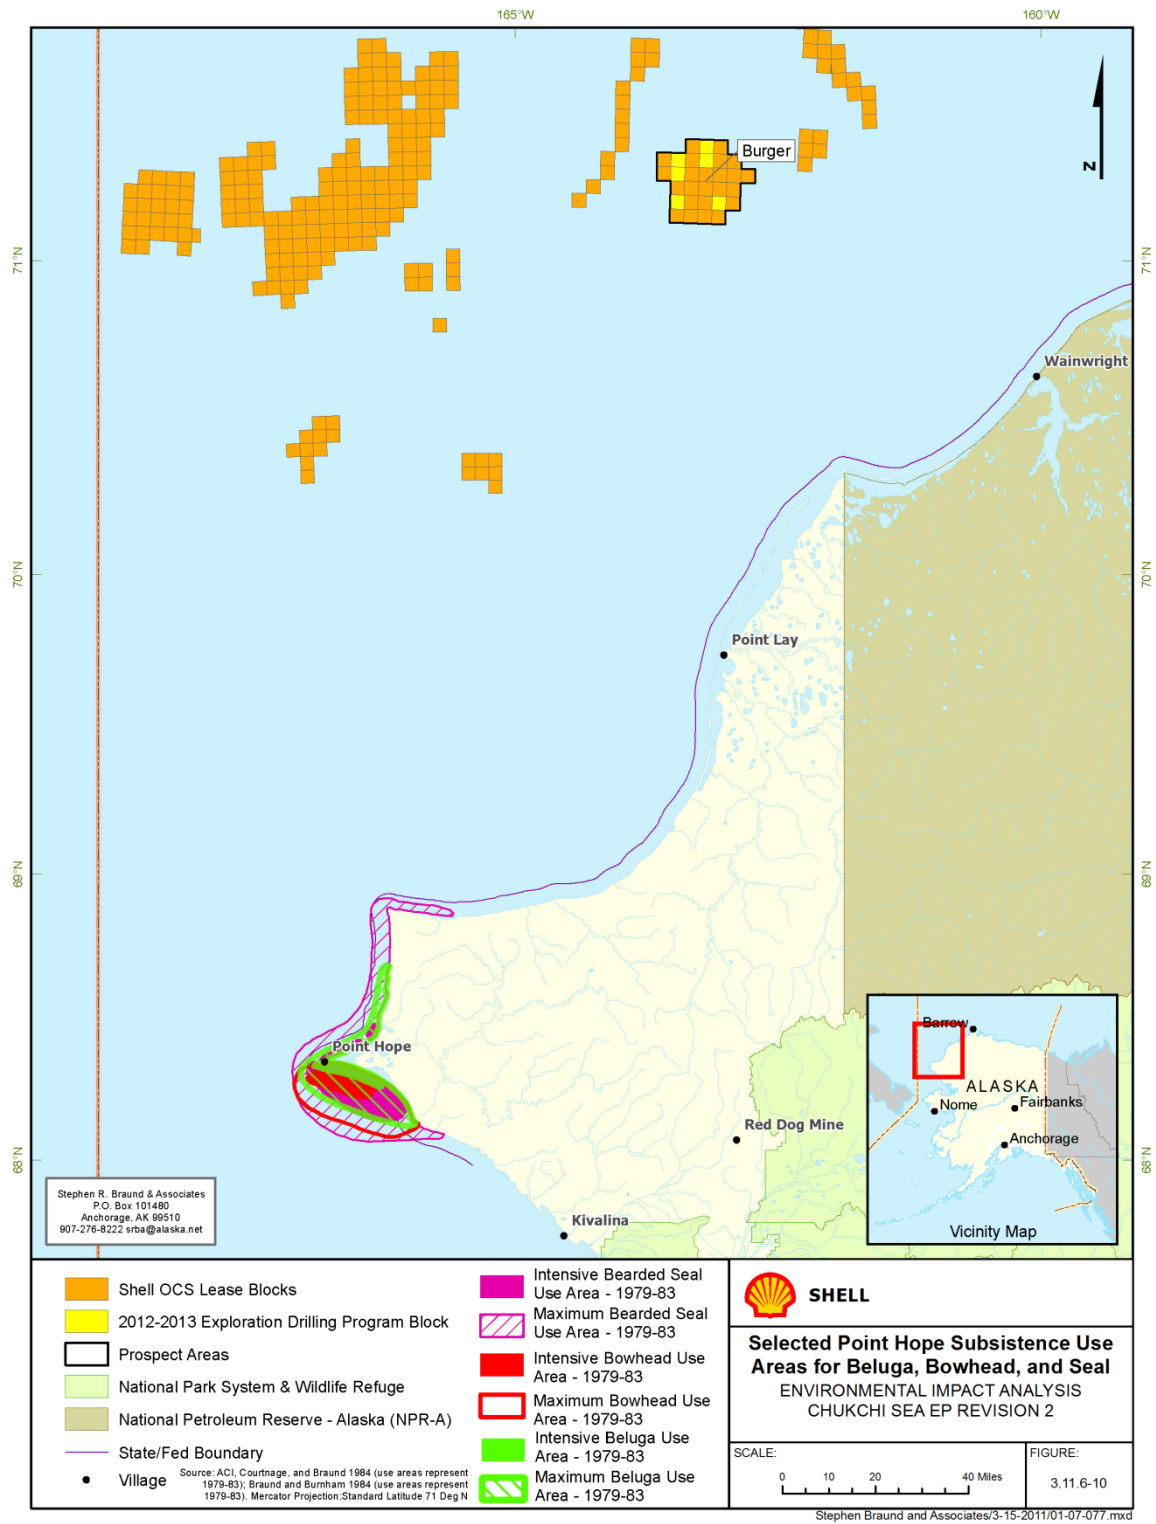 165°W
160°W
Burger
N
71°N
71°N
Wainwright
70°N
70°N
Point Lay
69°N
69°N
Point Hope
Red Dog Mine
68°N
68°N
Kivalina
Barrow
ALASKA
Nome
Fairbanks
Anchorage
Vicinity Map
Stephen R. Braund & Associates
P.O. Box 101480
Anchorage, AK 99510
907-276-8222 srba@alaska.net
Shell OCS Lease Blocks
2012-2013 Exploration Drilling Program Block
Prospect Areas
National Park System & Wildlife Refuge
National Petroleum Reserve - Alaska (NPR-A)
State/Fed Boundary
Village
Source: ACI, Courtnage, and Braund 1984 (use areas represent
1979-83); Braund and Burnham 1984 (use areas represent
1979-83). Mercator Projection:Standard Latitude 71 Deg N
Intensive Bearded Seal
Use Area - 1979-83
Maximum Bearded Seal
Use Area - 1979-83
Intensive Bowhead Use
Area - 1979-83
Maximum Bowhead Use
Area - 1979-83
Intensive Beluga Use
Area - 1979-83
Maximum Beluga Use
Area - 1979-83
SHELL
Selected Point Hope Subsistence Use
Areas for Beluga, Bowhead, and Seal
ENVIRONMENTAL IMPACT ANALYSIS
CHUKCHI SEA EP REVISION 2
SCALE:
0 10 20 40 Miles
FIGURE:
3.11.6-10
Stephen Braund and Associates/3-15-2011/01-07-077.mxd